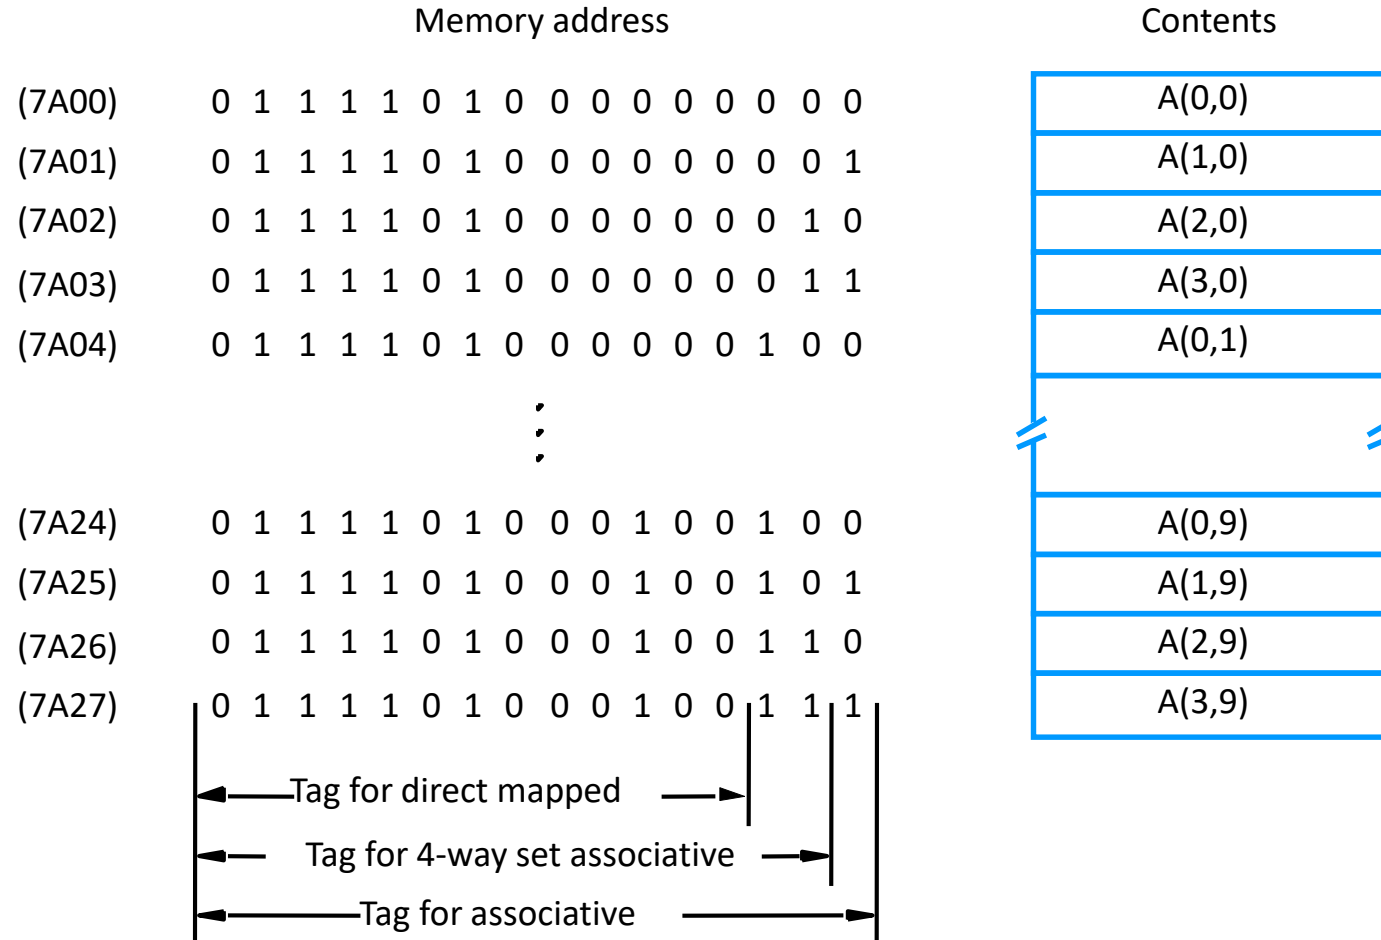 Memory address Contents
(7A00) 0 1 1 1 1 0 1 0 0 0 0 0 0 0 0 0 A(0,0)
(7A01) 0 1 1 1 1 0 1 0 0 0 0 0 0 0 0 1 A(1,0)
(7A02) 0 1 1 1 1 0 1 0 0 0 0 0 0 0 1 0 A(2,0)
(7A03) 0 1 1 1 1 0 1 0 0 0 0 0 0 0 1 1 A(3,0)
(7A04) 0 1 1 1 1 0 1 0 0 0 0 0 0 1 0 0 A(0,1)
(7A24) 0 1 1 1 1 0 1 0 0 0 1 0 0 1 0 0 A(0,9)
(7A25) 0 1 1 1 1 0 1 0 0 0 1 0 0 1 0 1 A(1,9)
(7A26) 0 1 1 1 1 0 1 0 0 0 1 0 0 1 1 0 A(2,9)
(7A27) 0 1 1 1 1 0 1 0 0 0 1 0 0 1 1 1 A(3,9)
Tag for direct mapped
Tag for 4-way set associative
Tag for associative